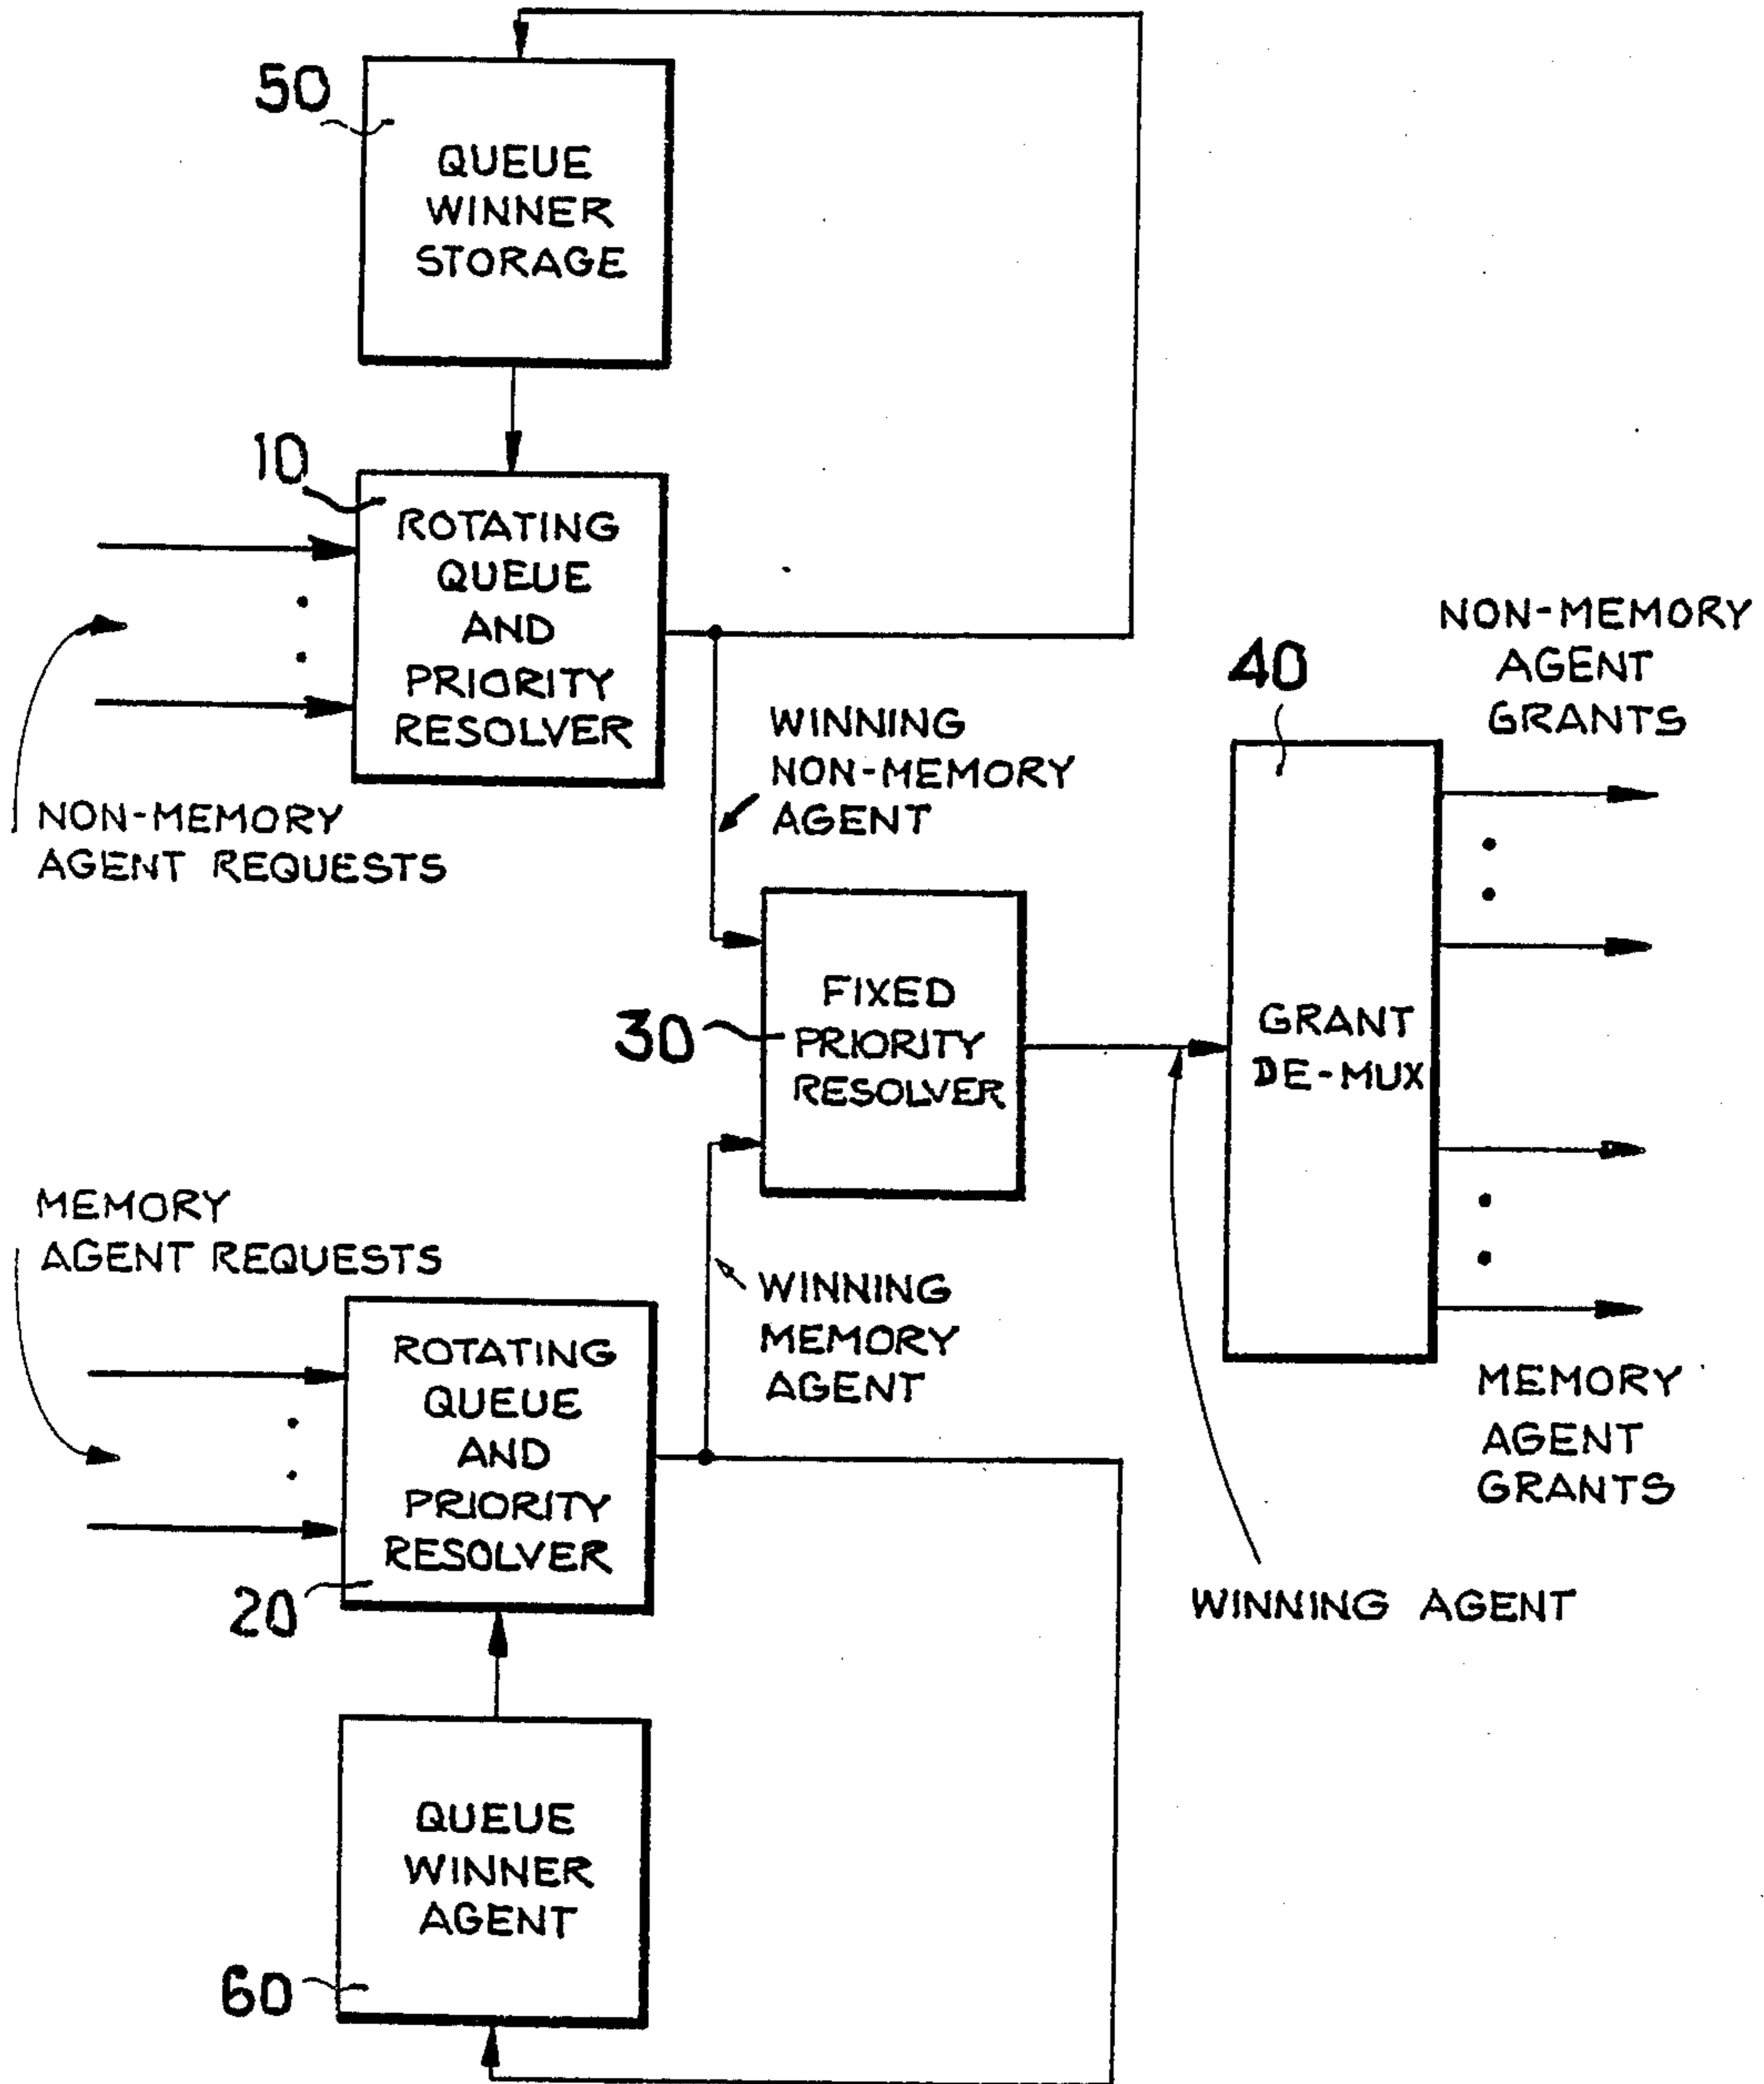 50
QUEUE
WINNER
STORAGE
10
ROTATING
QUEUE
AND
PRIORITY
RESOLVER
NON-MEMORY
AGENT REQUESTS
WINNING
NON-MEMORY
AGENT
40
NON-MEMORY
AGENT
GRANTS
30
FIXED
PRIORITY
RESOLVER
GRANT
DE-MUX
MEMORY
AGENT REQUESTS
WINNING
MEMORY
AGENT
ROTATING
QUEUE
AND
PRIORITY
RESOLVER
20
MEMORY
AGENT
GRANTS
WINNING AGENT
QUEUE
WINNER
AGENT
60